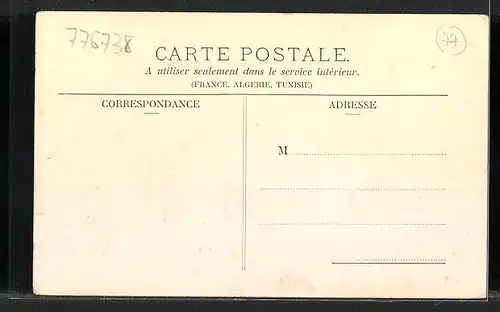 776738
77
CARTE POSTALE.
A utiliser seulement dans le service intérieur.
(FRANCE, ALGERIE, TUNISIE)
CORRESPONDANCE
ADRESSE
M